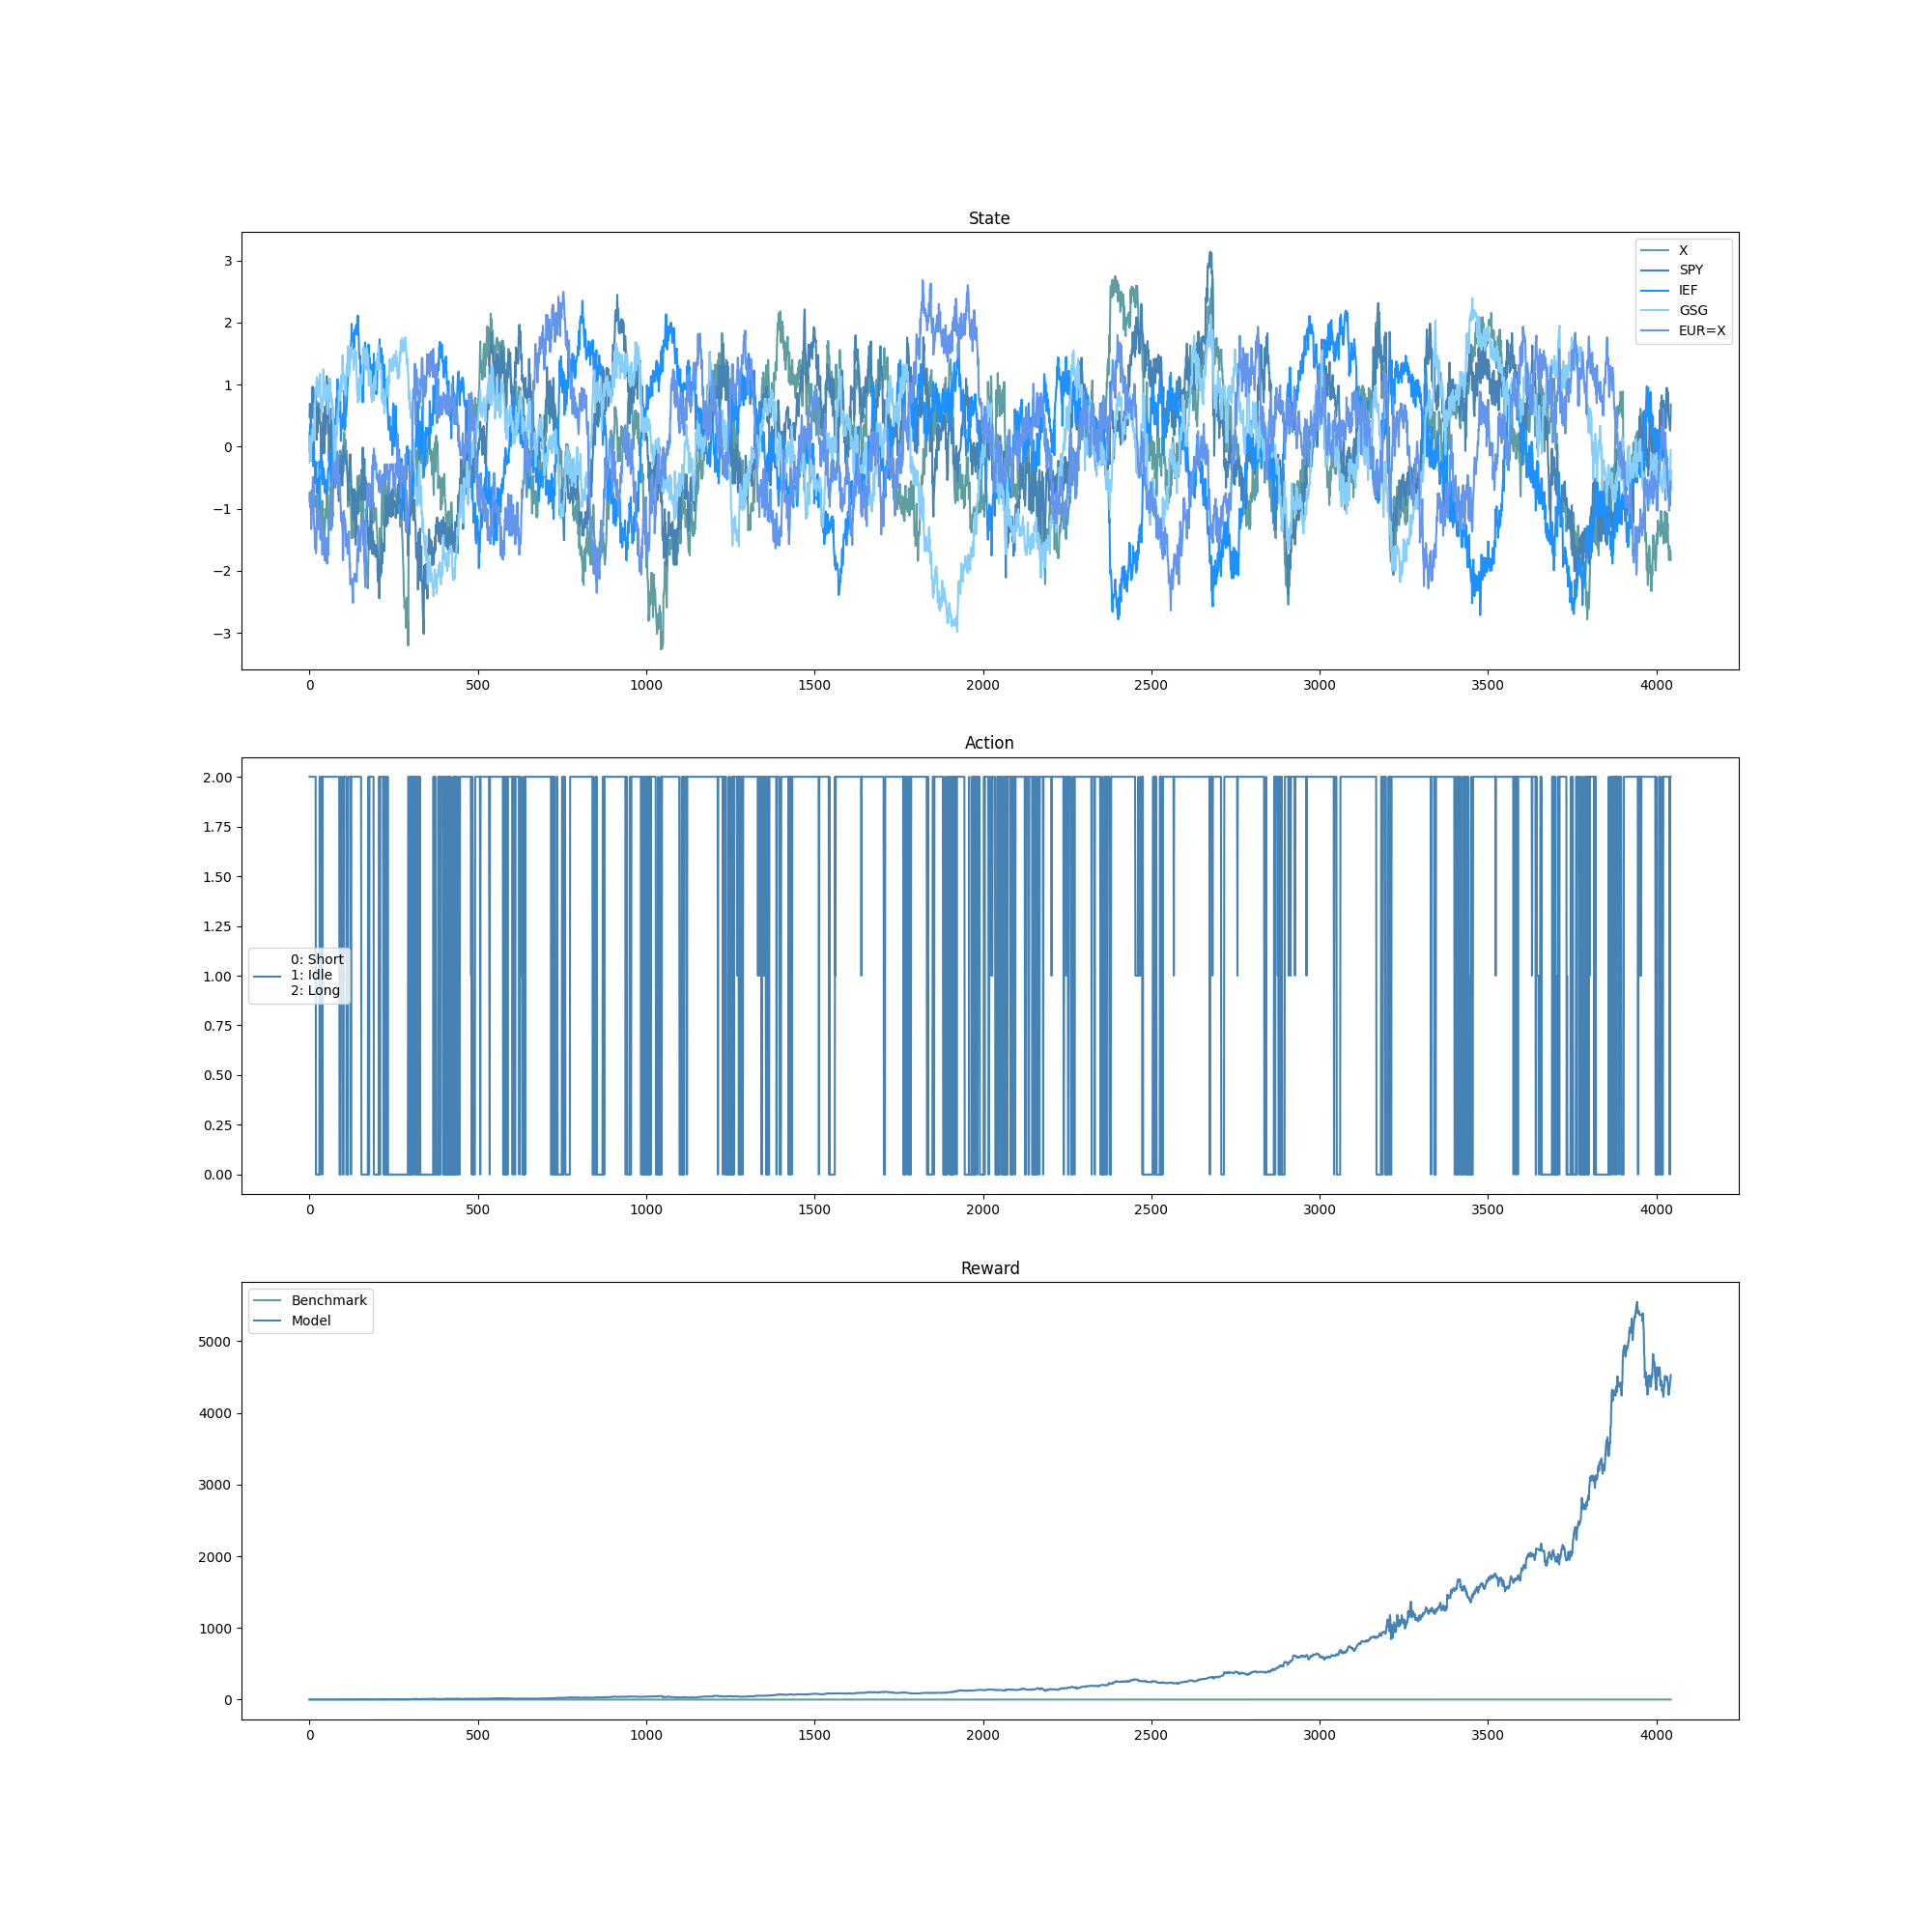 State
3
2
1
0
−1
−2
−3
X
SPY
IEF
GSG
EUR=X
0 500 1000 1500 2000 2500 3000 3500 4000
Action
2.00
1.75
1.50
1.25
1.00
0.75
0.50
0.25
0.00
0: Short
1: Idle
2: Long
0 500 1000 1500 2000 2500 3000 3500 4000
Reward
Benchmark
Model
5000
4000
3000
2000
1000
0
0 500 1000 1500 2000 2500 3000 3500 4000